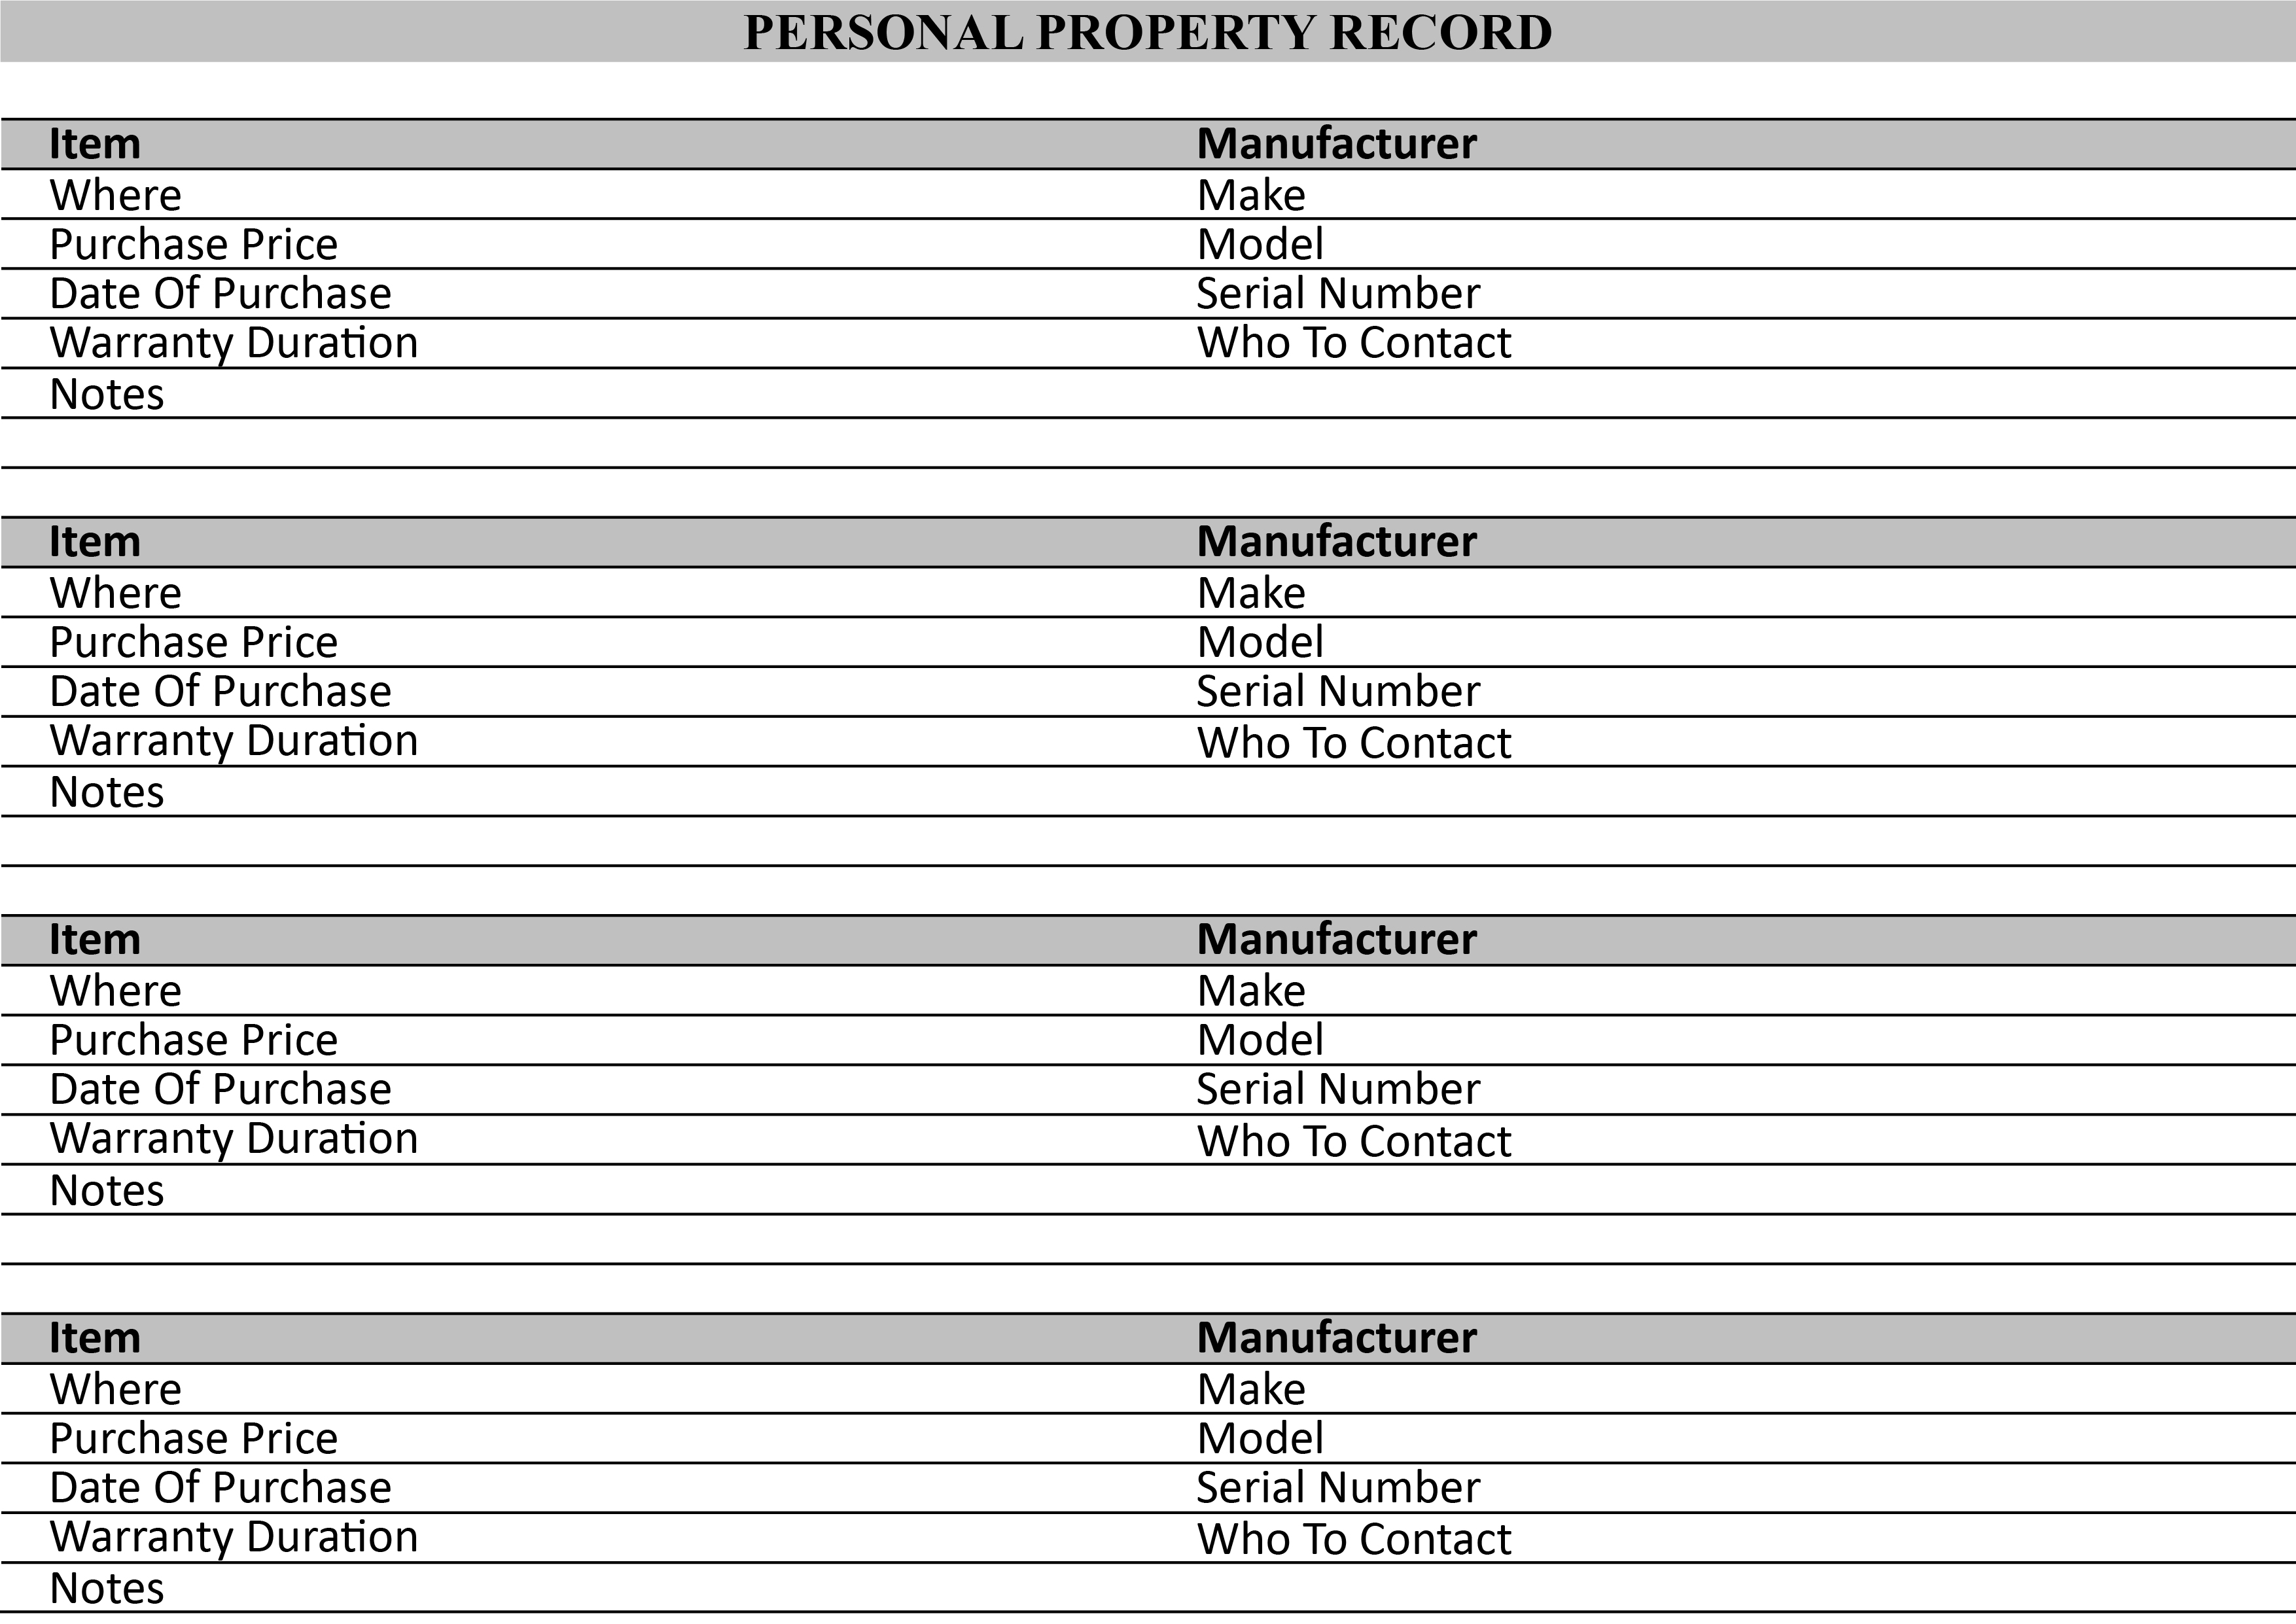 PERSONAL PROPERTY RECORD
Item Manufacturer
Where Make
Purchase Price Model
Date Of Purchase Serial Number
Warranty Duration Who To Contact
Notes
Item Manufacturer
Where Make
Purchase Price Model
Date Of Purchase Serial Number
Warranty Duration Who To Contact
Notes
Item Manufacturer
Where Make
Purchase Price Model
Date Of Purchase Serial Number
Warranty Duration Who To Contact
Notes
Item Manufacturer
Where Make
Purchase Price Model
Date Of Purchase Serial Number
Warranty Duration Who To Contact
Notes